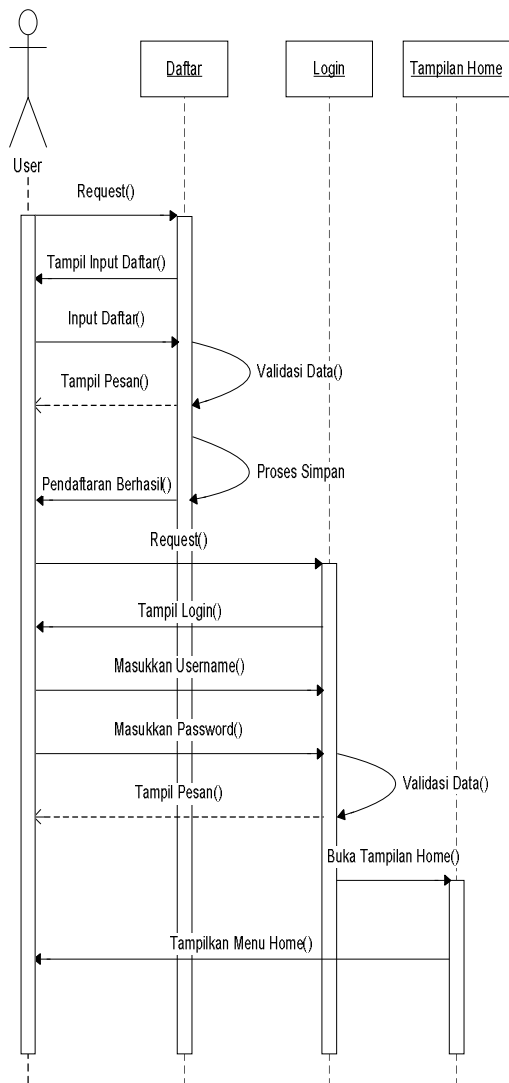 Daftar
Login
Tampilan Home
User
Request()
Tampil Input Daftar()
Input Daftar()
Validasi Data()
Tampil Pesan()
Proses Simpan
Pendaftaran Berhasil()
Request()
Tampil Login()
Masukkan Username()
Masukkan Password()
Validasi Data()
Tampil Pesan()
Buka Tampilan Home()
Tampilkan Menu Home()